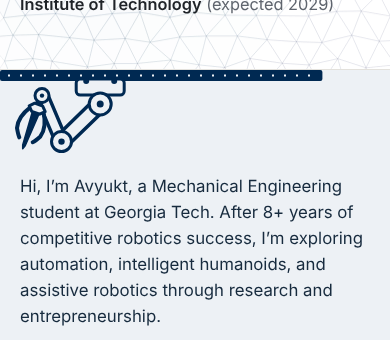 Institute of Technology (expected 2029)
Hi, I'm Avyukt, a Mechanical Engineering
student at Georgia Tech. After 8+ years of
competitive robotics success, I'm exploring
automation, intelligent humanoids, and
assistive robotics through research and
entrepreneurship.